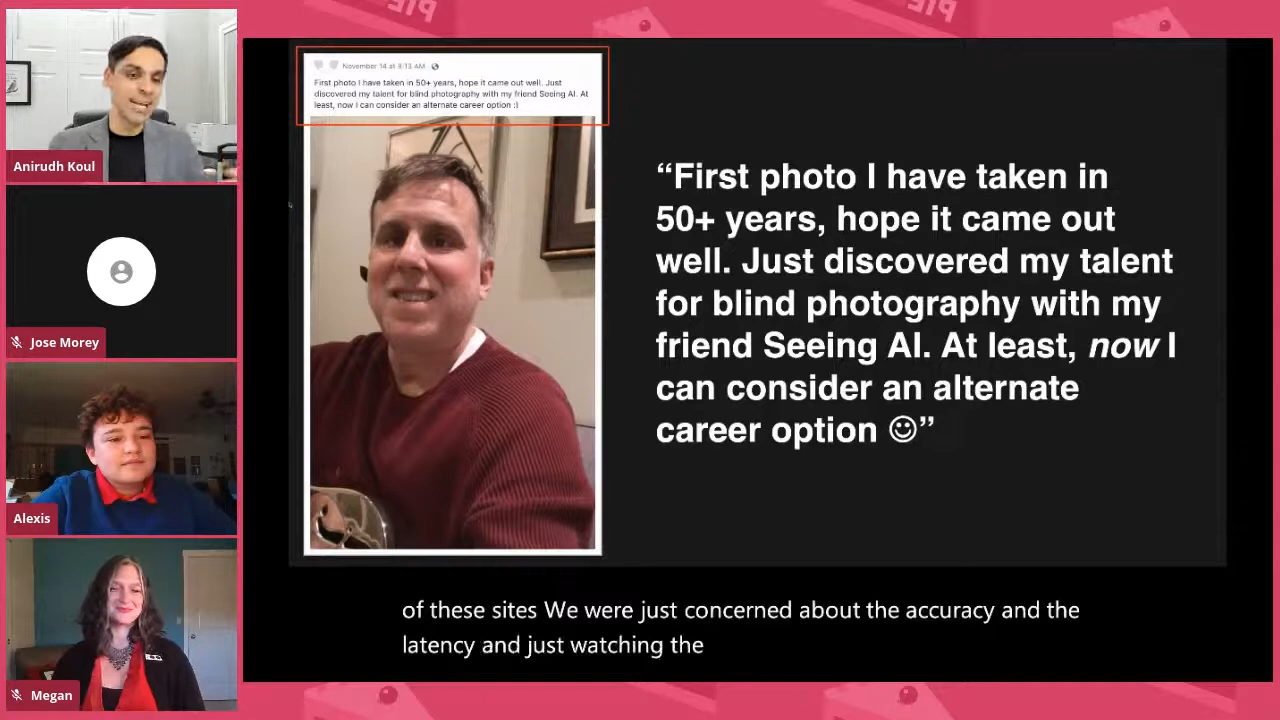 PIE
PIE
Anirudh Koul
Jose Morey
Alexis
Megan
November 14 at 8:13 AM
First photo I have taken in 50+ years, hope it came out well. Just
discovered my talent for blind photography with my friend Seeing AI. At
least, now I can consider an alternate career option :)
“First photo I have taken in
50+ years, hope it came out
well. Just discovered my talent
for blind photography with my
friend Seeing AI. At least, now I
can consider an alternate
career option ☺”
of these sites We were just concerned about the accuracy and the
latency and just watching the